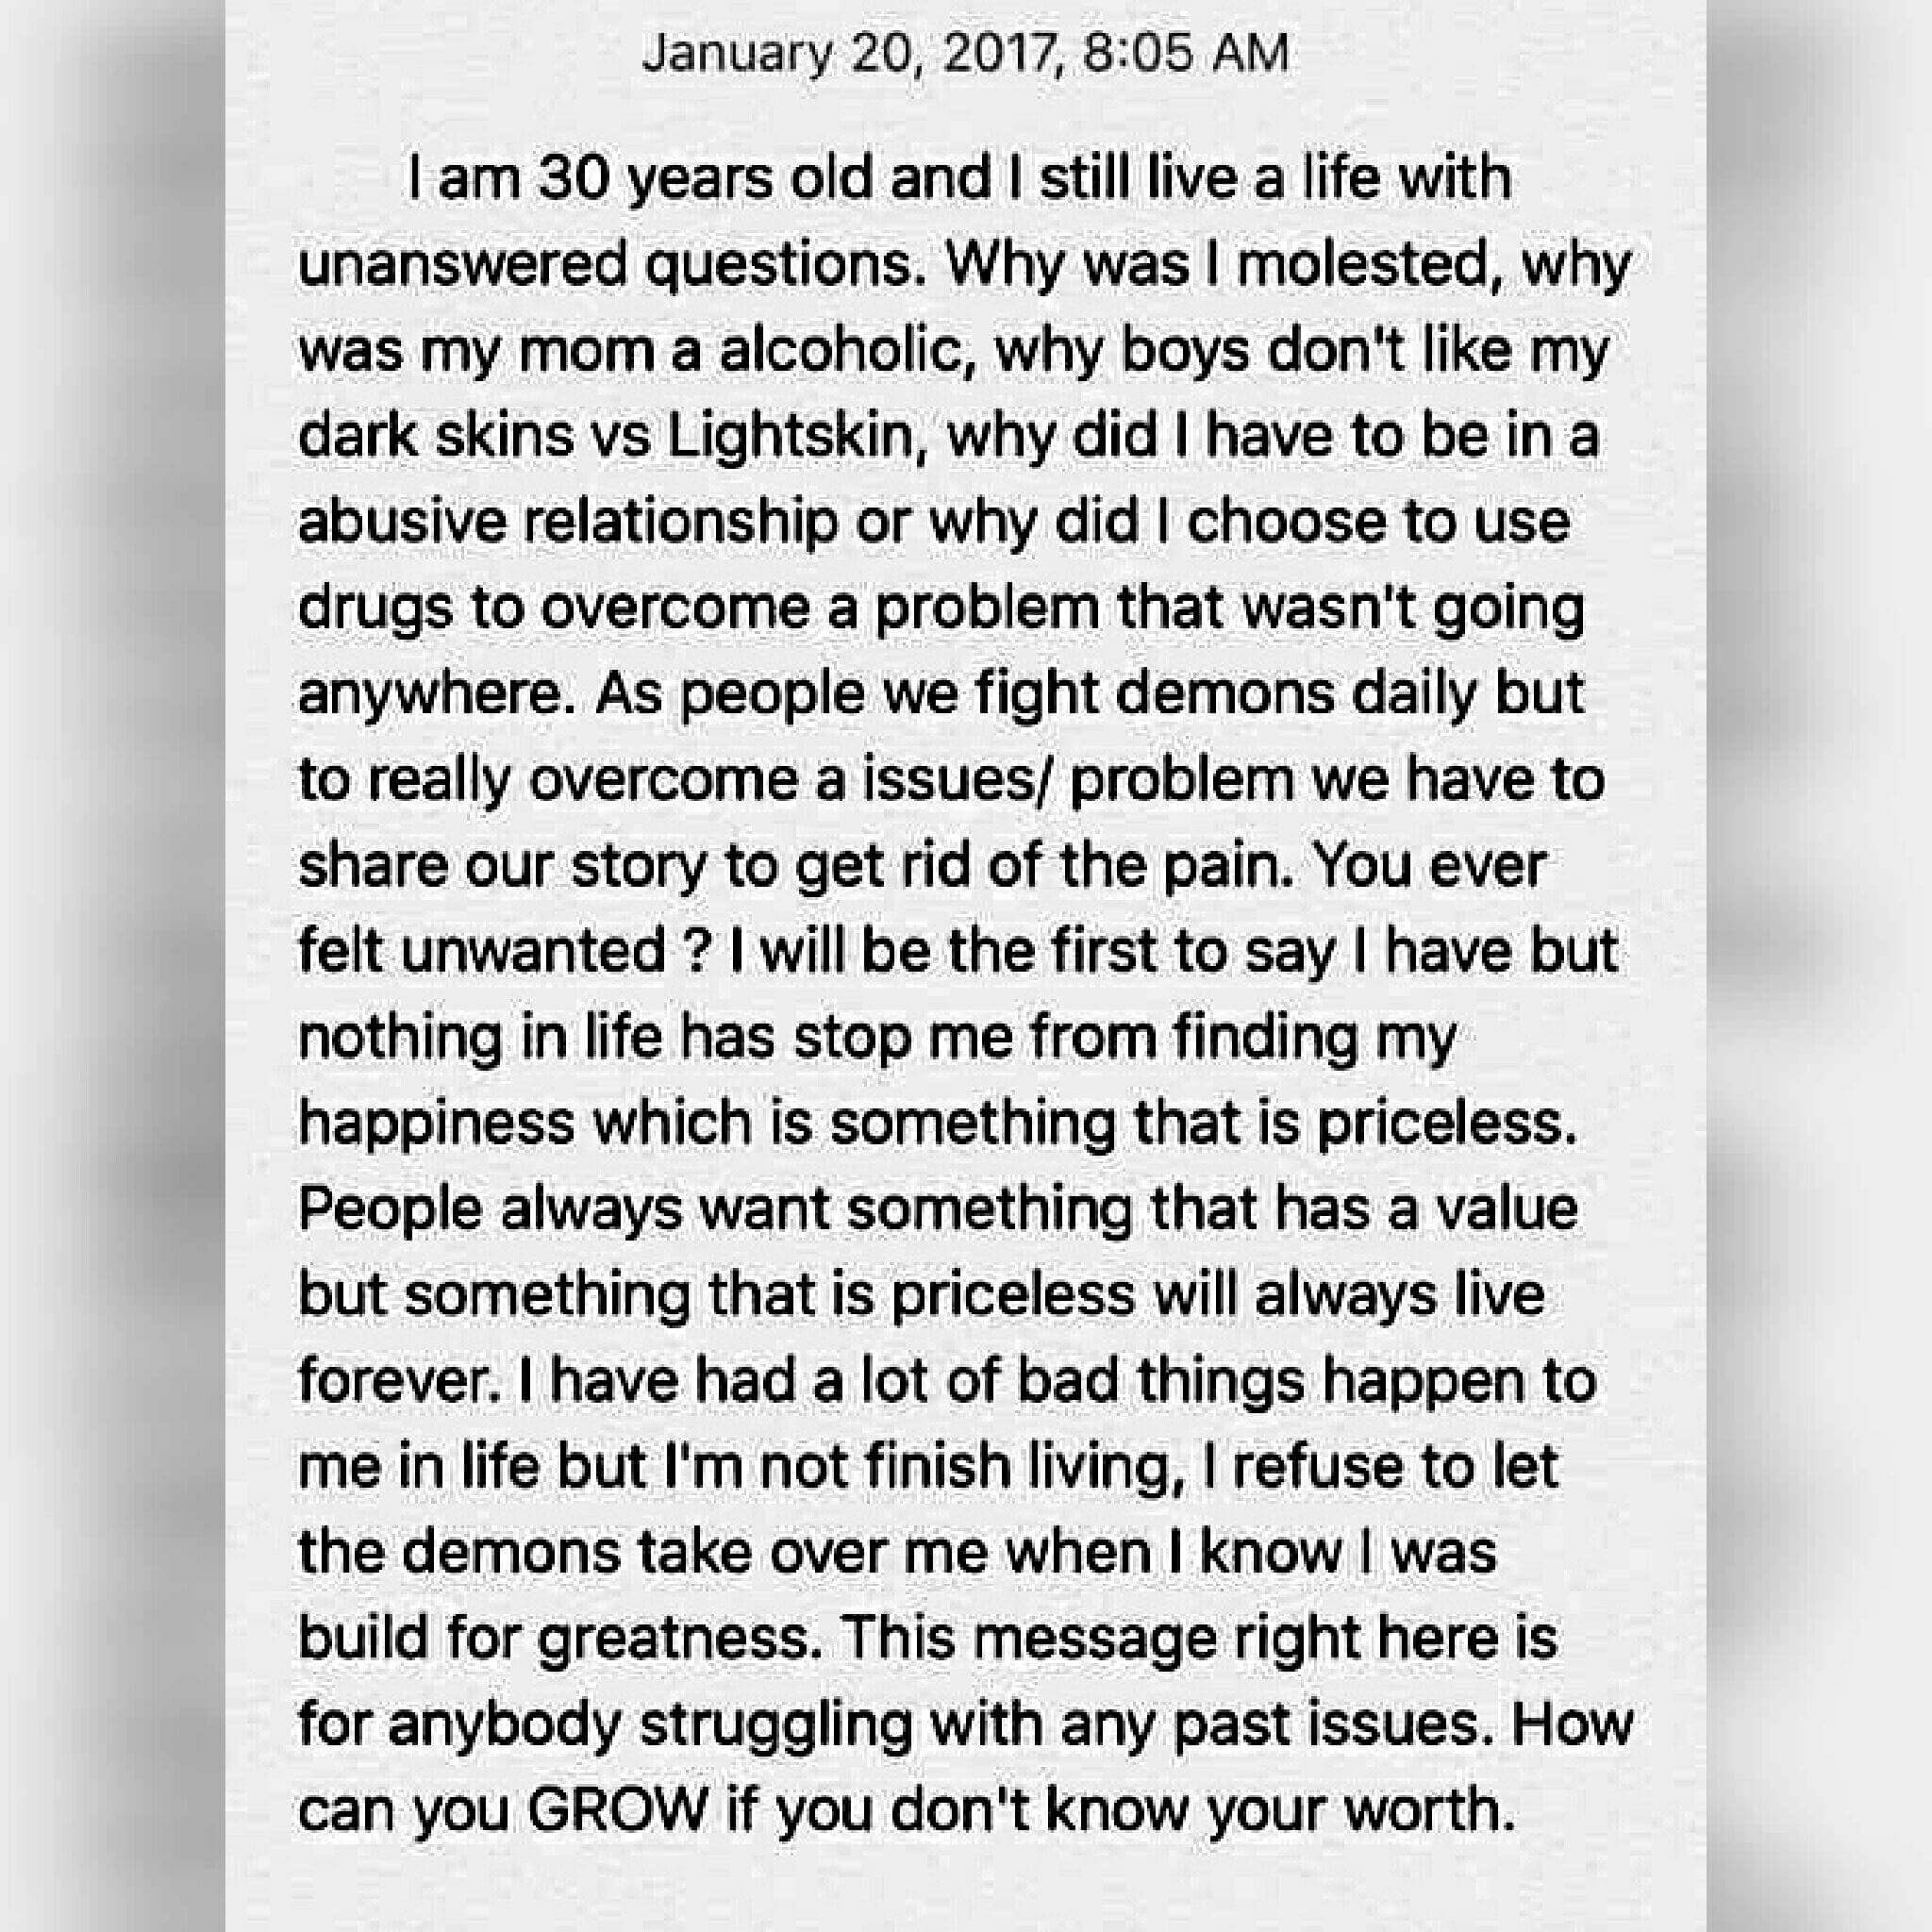 January 20, 2017, 8:05 AM
I am 30 years old and I still live a life with
unanswered questions. Why was I molested, why
was my mom a alcoholic, why boys don't like my
dark skins vs Lightskin, why did I have to be in a
abusive relationship or why did I choose to use
drugs to overcome a problem that wasn't going
anywhere. As people we fight demons daily but
to really overcome a issues/ problem we have to
share our story to get rid of the pain. You ever
felt unwanted ? I will be the first to say I have but
nothing in life has stop me from finding my
happiness which is something that is priceless.
People always want something that has a value
but something that is priceless will always live
forever. I have had a lot of bad things happen to
me in life but I'm not finish living, I refuse to let
the demons take over me when I know I was
build for greatness. This message right here is
for anybody struggling with any past issues. How
can you GROW if you don't know your worth.